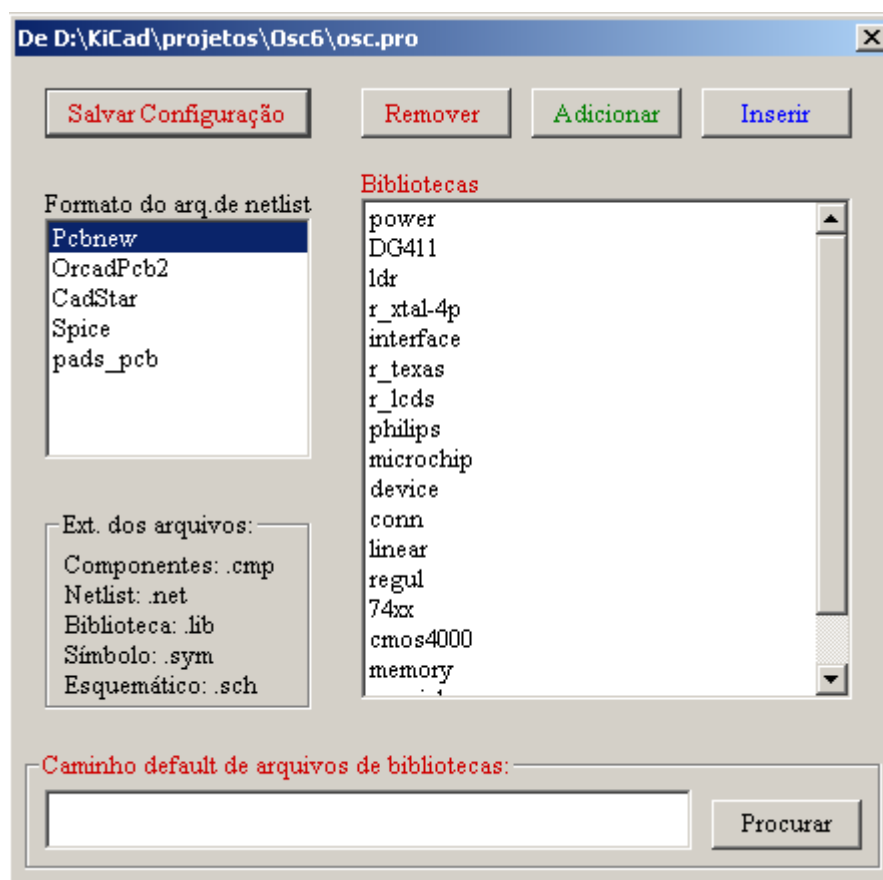 De D:\KiCad\projetos\Osc6\osc.pro
Salvar Configuração
Remover
Adicionar
Inserir
Formato do arq.de netlist
Pcbnew
OrcadPcb2
CadStar
Spice
pads_pcb
Bibliotecas
power
DG411
ldr
r_xtal-4p
interface
r_texas
r_lcds
philips
microchip
device
conn
linear
regul
74xx
cmos4000
memory
Ext. dos arquivos:
Componentes: .cmp
Netlist: .net
Biblioteca: .lib
Símbolo: .sym
Esquemático: .sch
Caminho default de arquivos de bibliotecas:
Procurar